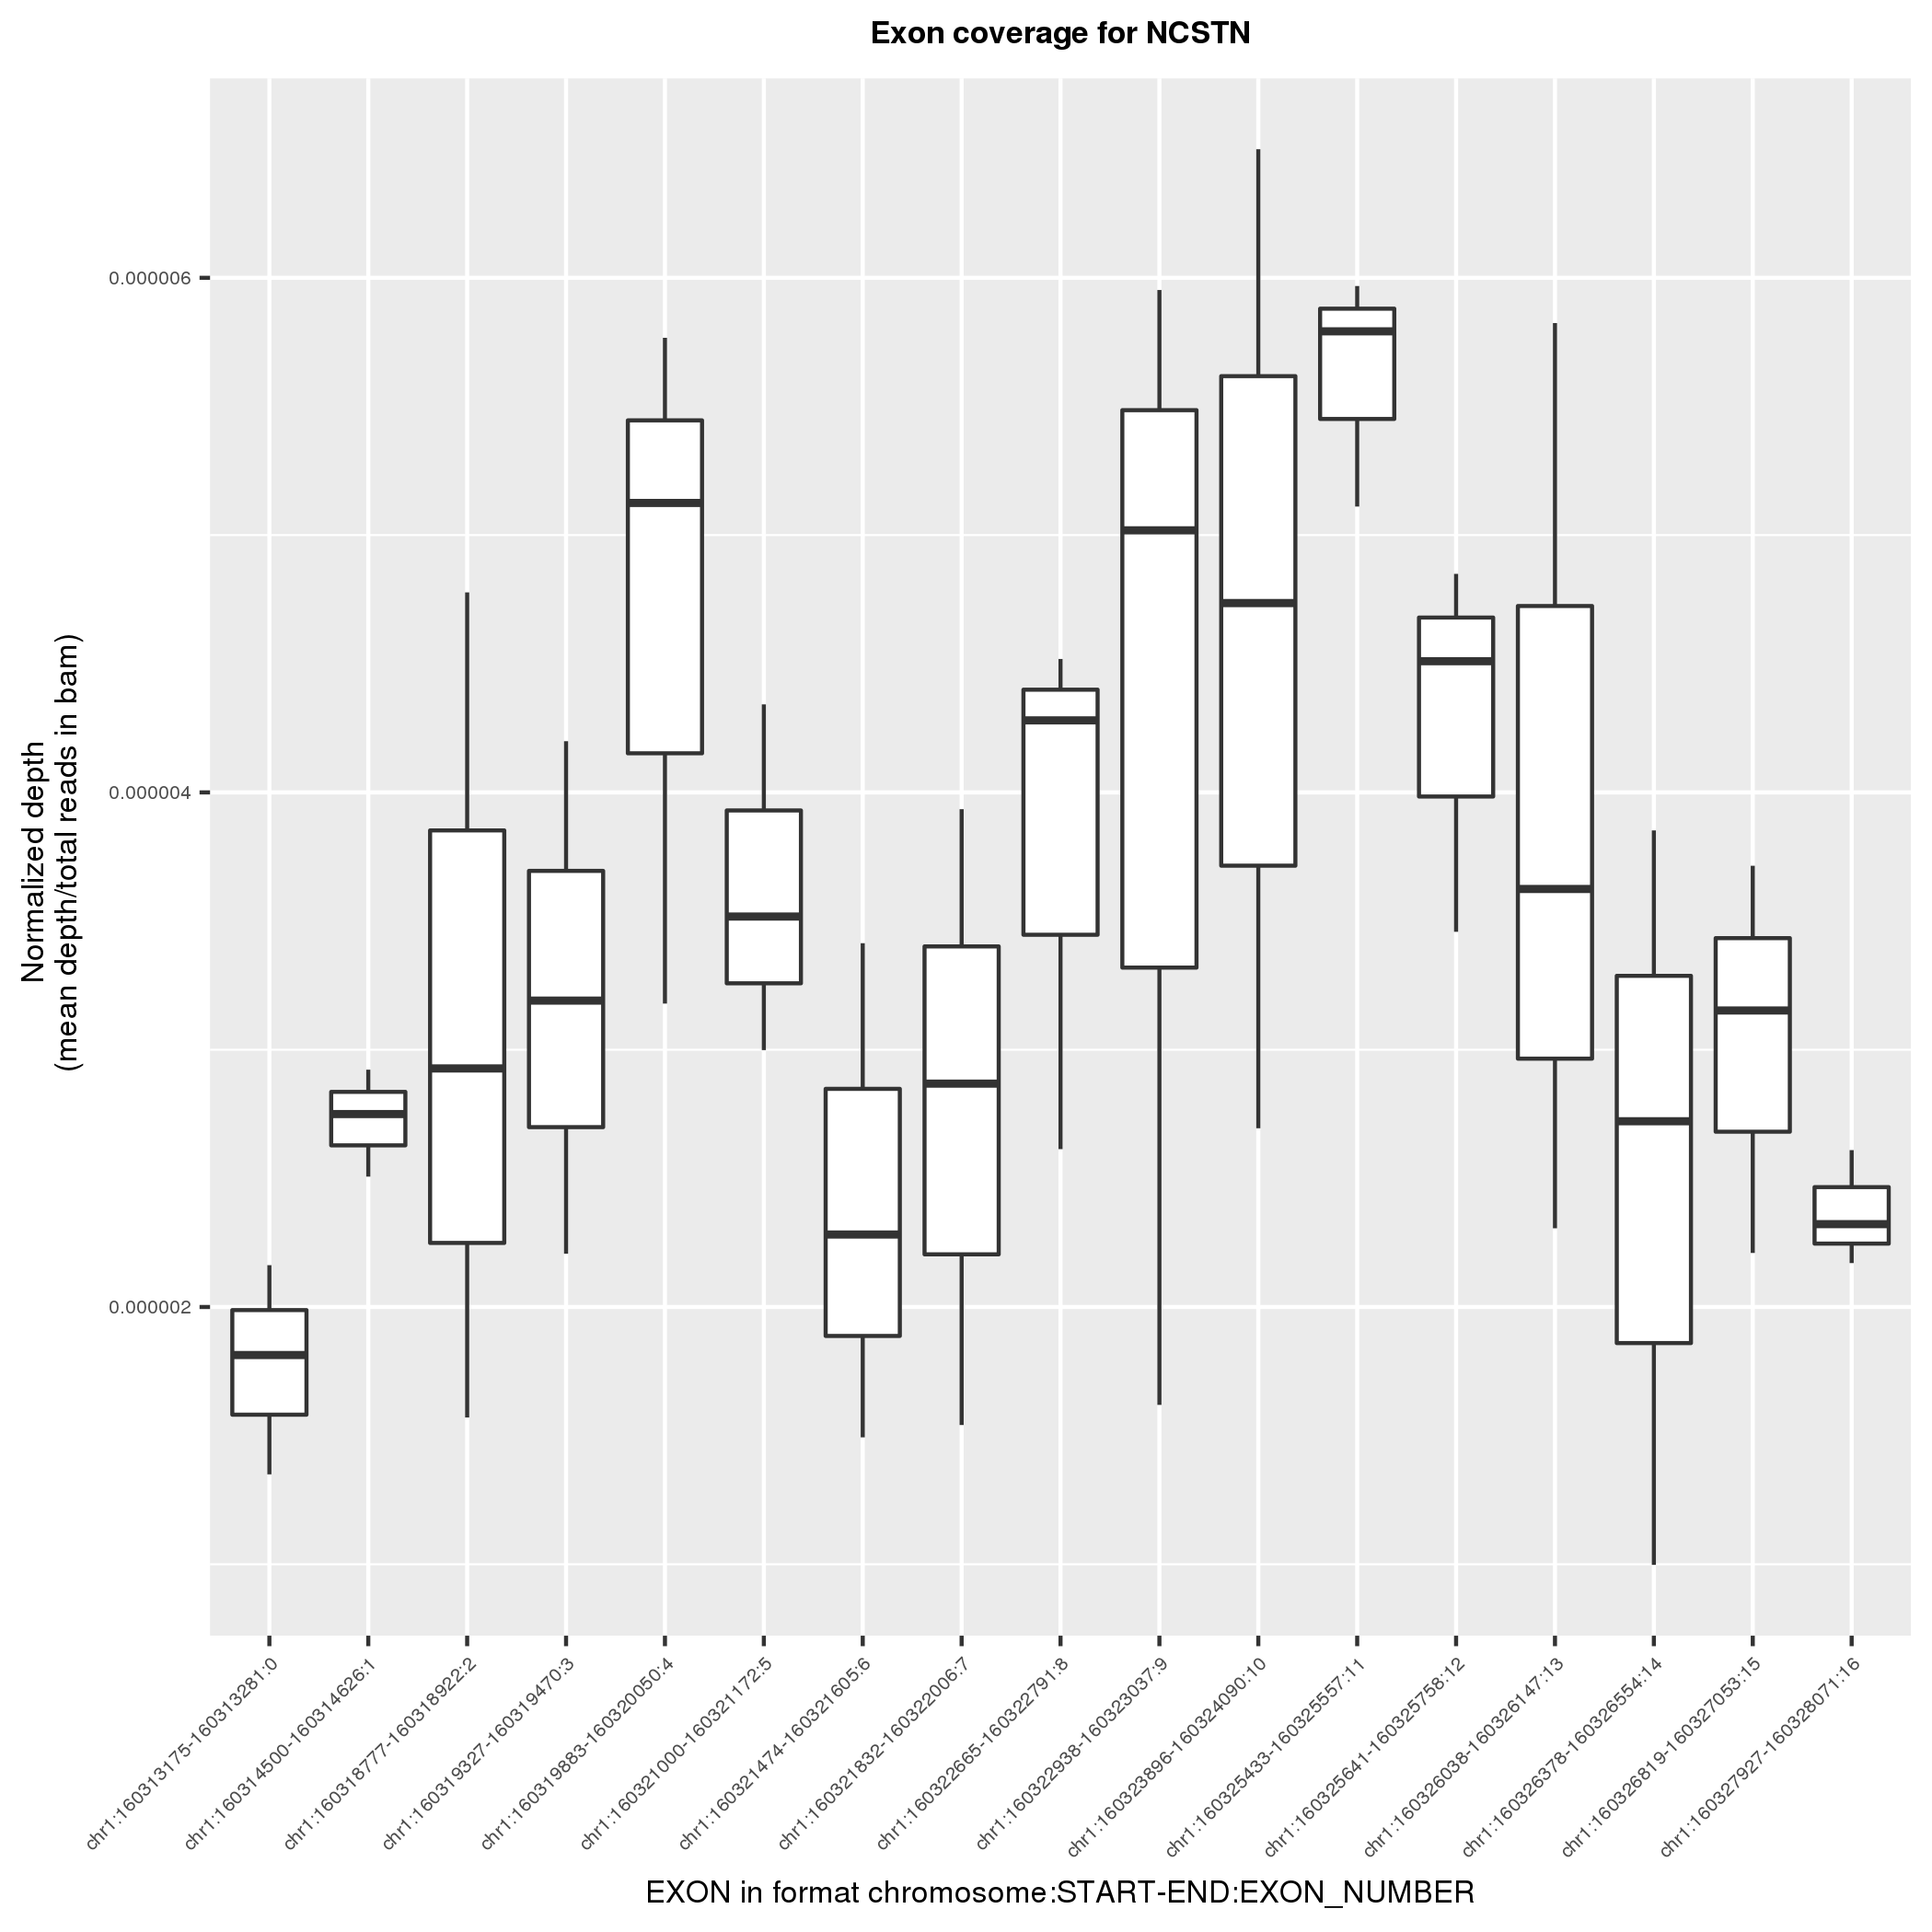 Exon coverage for NCSTN
Normalized depth
(mean depth/total reads in bam)
0.000006
0.000004
0.000002
chr1:160313175-160313281:0
chr1:160314500-160314626:1
chr1:160318777-160318922:2
chr1:160319327-160319470:3
chr1:160319883-160320050:4
chr1:160321000-160321172:5
chr1:160321474-160321605:6
chr1:160321832-160322006:7
chr1:160322665-160322791:8
chr1:160322938-160323037:9
chr1:160323896-160324090:10
chr1:160325433-160325557:11
chr1:160325641-160325758:12
chr1:160326038-160326147:13
chr1:160326378-160326554:14
chr1:160326819-160327053:15
chr1:160327927-160328071:16
EXON in format chromosome:START-END:EXON_NUMBER